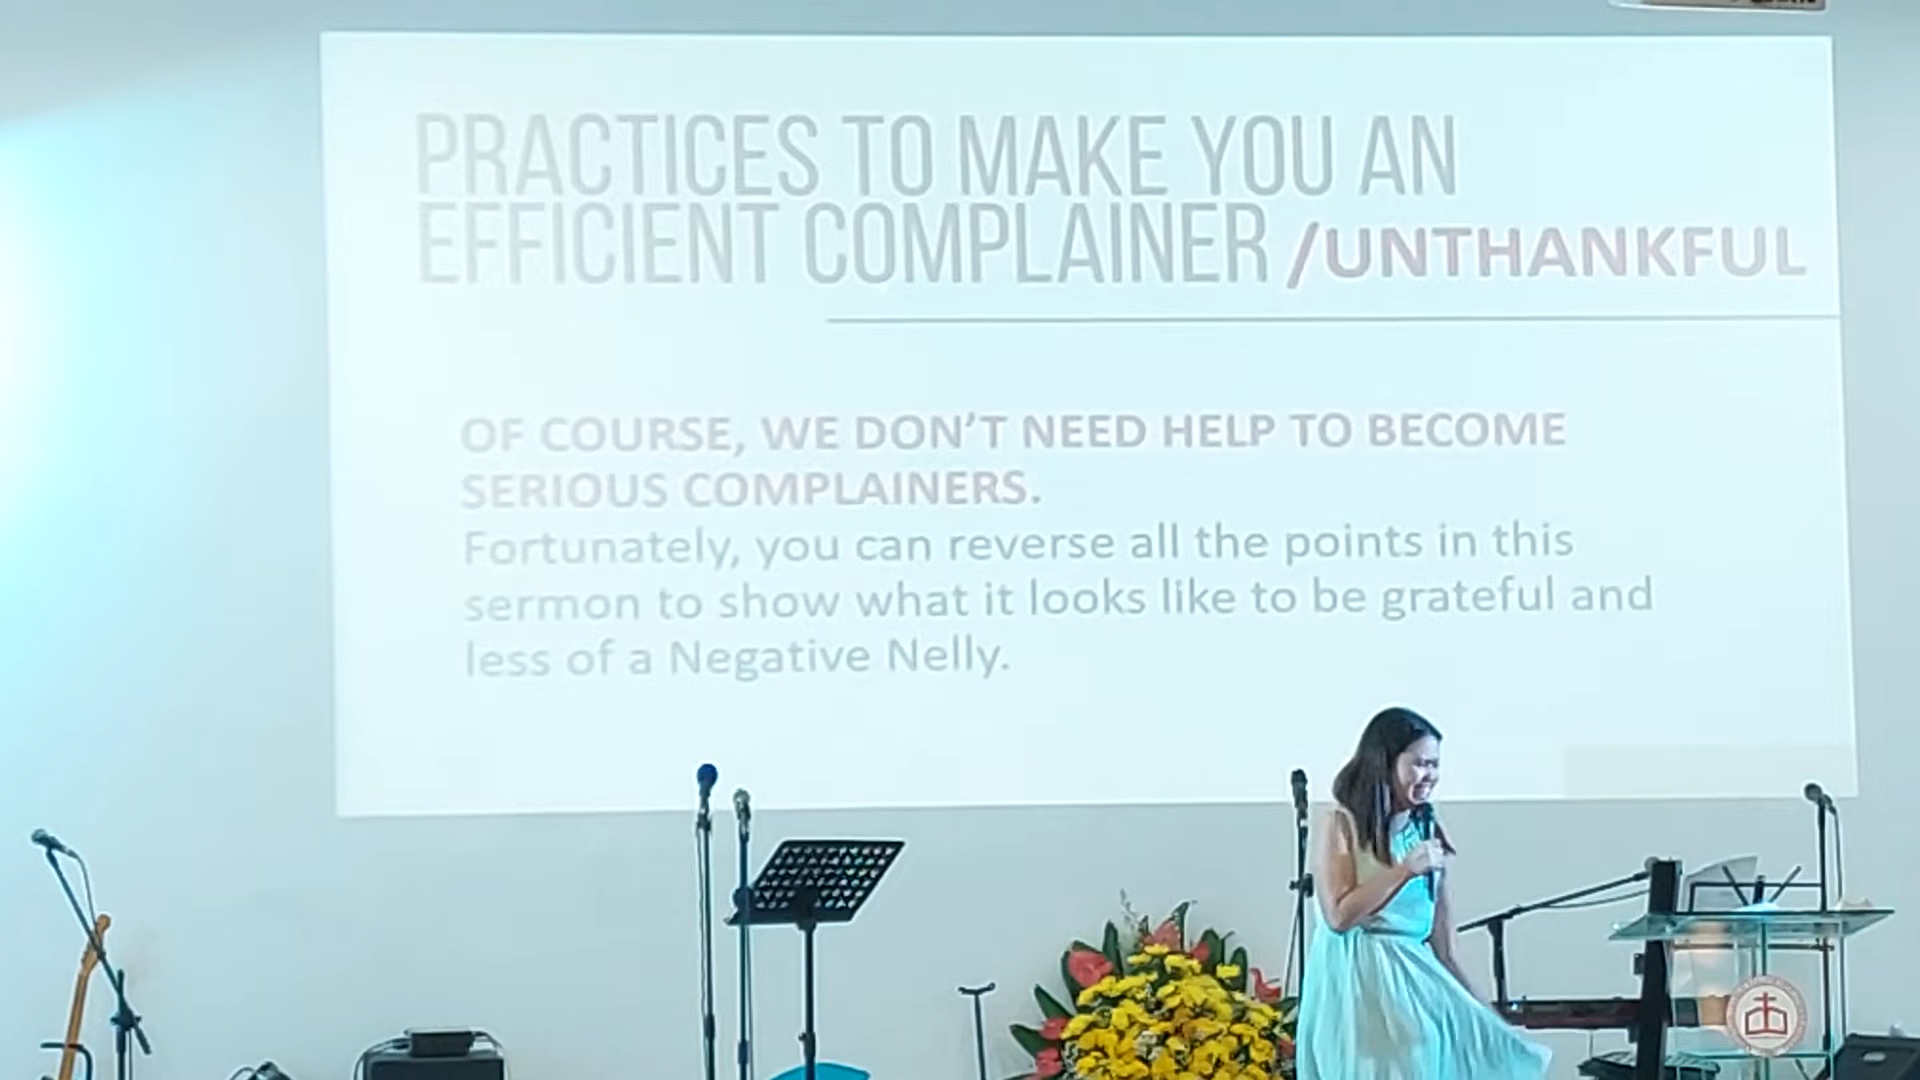 PRACTICES TO MAKE YOU AN
EFFICIENT COMPLAINER /UNTHANKFUL
OF COURSE, WE DON'T NEED HELP TO BECOME
SERIOUS COMPLAINERS.
Fortunately, you can reverse all the points in this
sermon to show what it looks like to be grateful and
less of a Negative Nelly.